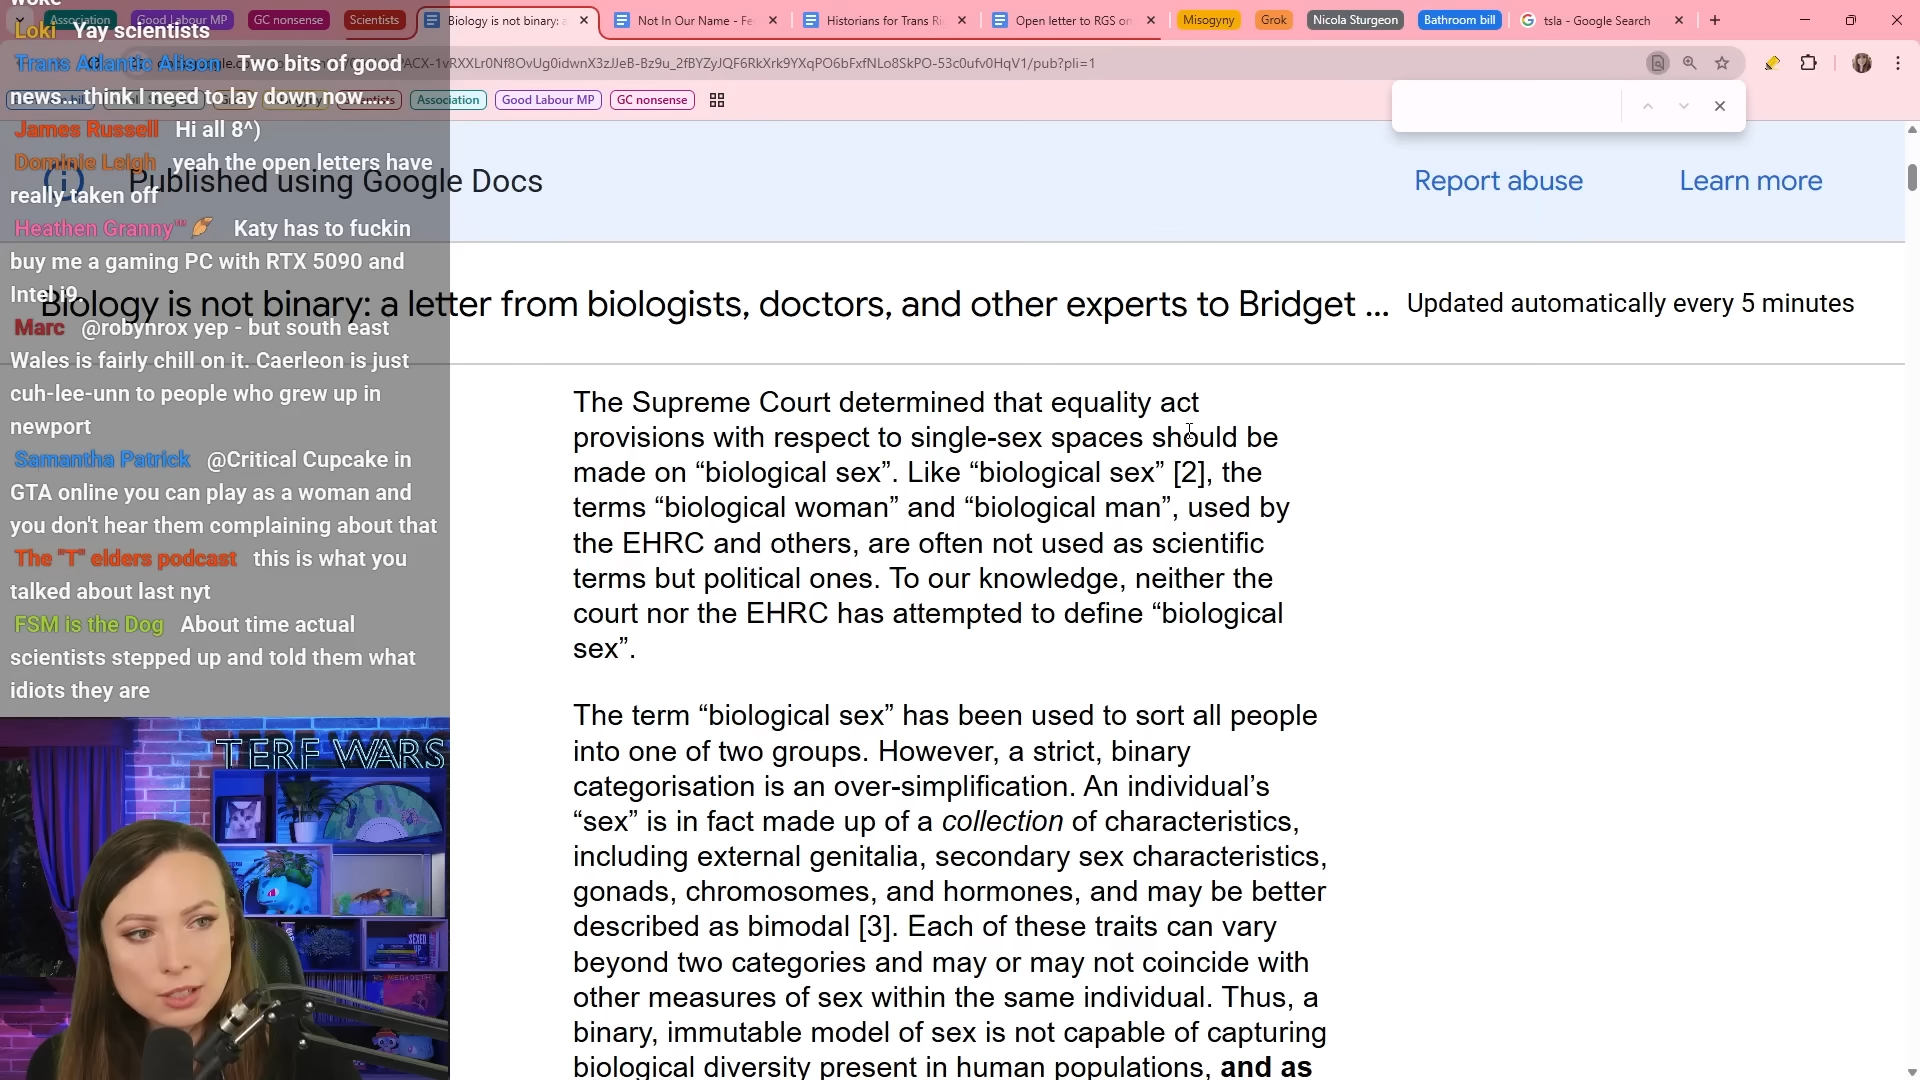 Association
Good Labour MP
GC nonsense
Scientists
Biology is not binary: a
Not In Our Name - Fe
Historians for Trans Ri
Open letter to RGS on
Misogyny
Grok
Nicola Sturgeon
Bathroom bill
tsla - Google Search
ACX-1vRXXLr0Nf8OvUg0idwnX3zJJeB-Bz9u_2fBYZyJQF6RkXrk9YXqPO6bFxfNLo8SkPO-53c0ufv0HqV1/pub?pli=1
Association
Good Labour MP
GC nonsense
woke
Loki Yay scientists
Trans Atlantic Alison Two bits of good
news... think I need to lay down now.....
James Russell Hi all 8^)
Dominie Leigh yeah the open letters have
really taken off
Heathen Granny™ Katy has to fuckin
buy me a gaming PC with RTX 5090 and
Intel i9.
Marc @robynrox yep - but south east
Wales is fairly chill on it. Caerleon is just
cuh-lee-unn to people who grew up in
newport
Samantha Patrick @Critical Cupcake in
GTA online you can play as a woman and
you don't hear them complaining about that
The "T" elders podcast this is what you
talked about last nyt
FSM is the Dog About time actual
scientists stepped up and told them what
idiots they are
Published using Google Docs
Report abuse
Learn more
Biology is not binary: a letter from biologists, doctors, and other experts to Bridget ...
Updated automatically every 5 minutes
The Supreme Court determined that equality act
provisions with respect to single-sex spaces should be
made on “biological sex”. Like “biological sex” [2], the
terms “biological woman” and “biological man”, used by
the EHRC and others, are often not used as scientific
terms but political ones. To our knowledge, neither the
court nor the EHRC has attempted to define “biological
sex”.
The term “biological sex” has been used to sort all people
into one of two groups. However, a strict, binary
categorisation is an over-simplification. An individual’s
“sex” is in fact made up of a collection of characteristics,
including external genitalia, secondary sex characteristics,
gonads, chromosomes, and hormones, and may be better
described as bimodal [3]. Each of these traits can vary
beyond two categories and may or may not coincide with
other measures of sex within the same individual. Thus, a
binary, immutable model of sex is not capable of capturing
biological diversity present in human populations, and as
TERF WARS